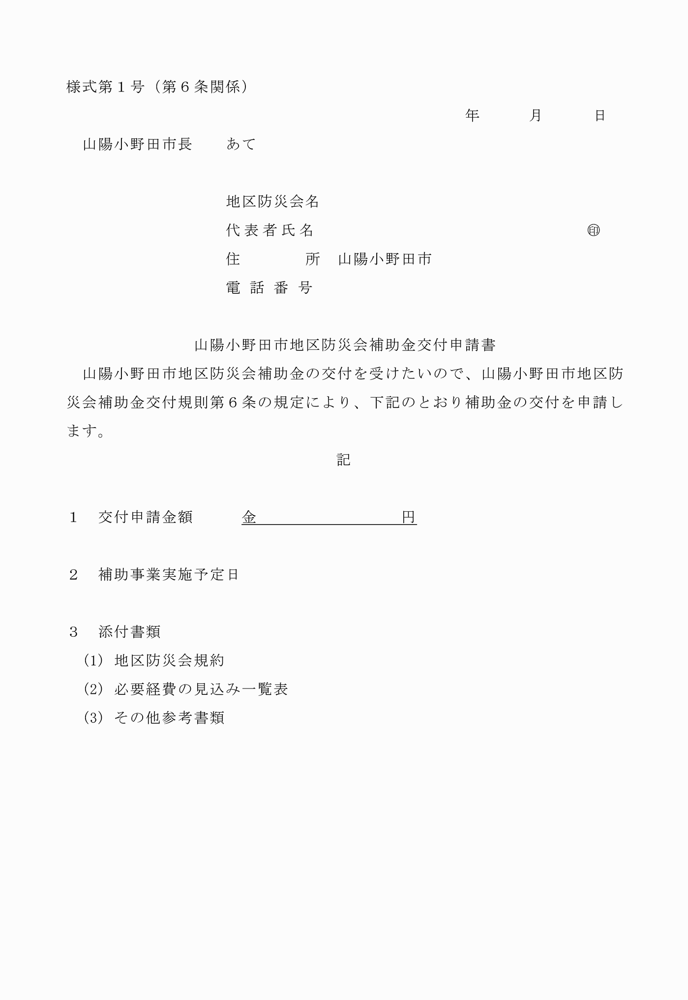 様式第１号（第６条関係）
年　　　月　　　日
山陽小野田市長　　あて
地区防災会名
代表者氏名　　　　　　　　　　　　　　　　　㊞
住　　　　所　山陽小野田市
電話番号
山陽小野田市地区防災会補助金交付申請書
山陽小野田市地区防災会補助金の交付を受けたいので、山陽小野田市地区防
災会補助金交付規則第６条の規定により、下記のとおり補助金の交付を申請し
ます。
記
１　交付申請金額　　　金　　　　　　　　　円
２　補助事業実施予定日
３　添付書類
(1)　地区防災会規約
(2)　必要経費の見込み一覧表
(3)　その他参考書類